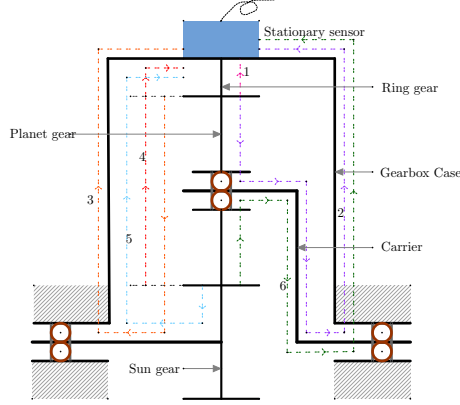 Stationary sensor
1
Ring gear
Planet gear
4
Gearbox Case
3
2
5
Carrier
6
Sun gear